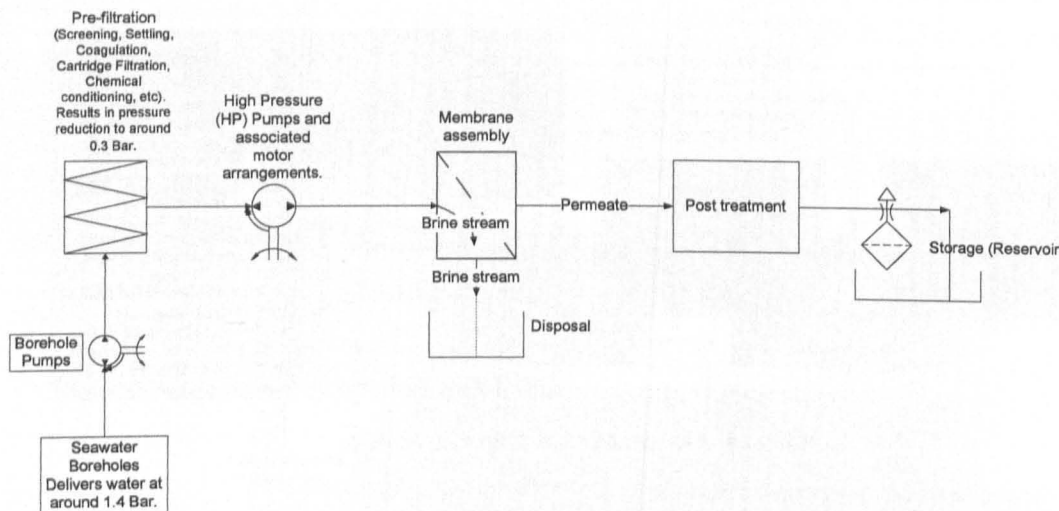 Pre-filtration
(Screening, Settling,
Coagulation,
Cartridge Filtration,
Chemical
conditioning, etc).
Results in pressure
reduction to around
0.3 Bar.
High Pressure
(HP) Pumps and
associated
motor
arrangements.
Membrane
assembly
Brine stream
Permeate
Post treatment
Storage (Reservoir
Brine stream
Disposal
Borehole
Pumps
Seawater
Boreholes
Delivers water at
around 1.4 Bar.